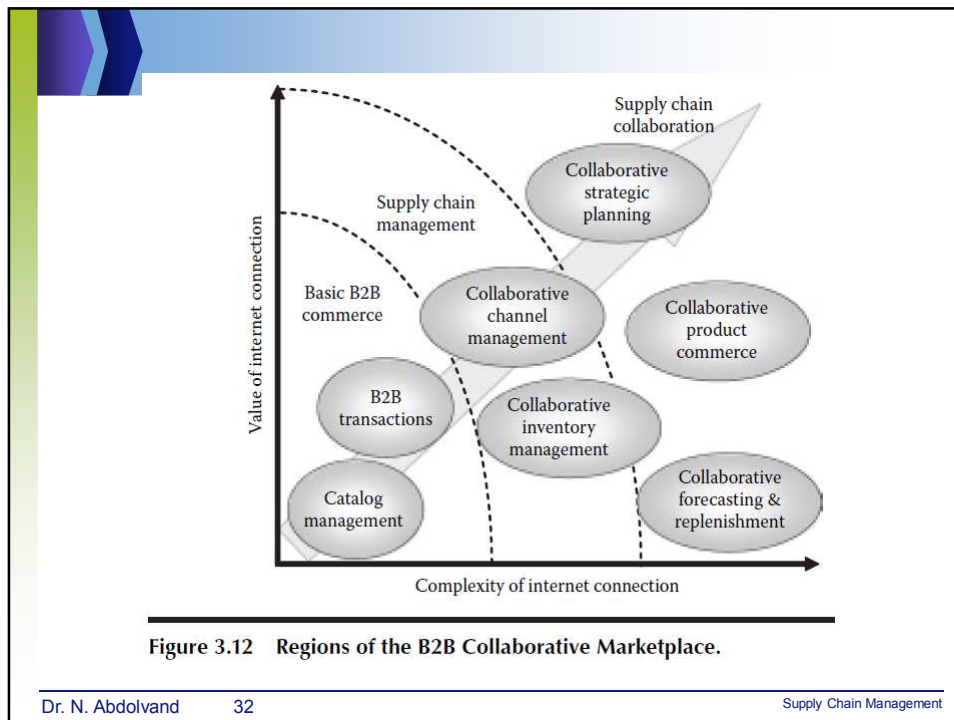 Supply chain
collaboration
Collaborative
strategic
planning
Supply chain
management
Basic B2B
commerce
Collaborative
channel
management
Collaborative
product
commerce
B2B
transactions
Collaborative
inventory
management
Catalog
management
Collaborative
forecasting &
replenishment
Value of internet connection
Complexity of internet connection
Figure 3.12 Regions of the B2B Collaborative Marketplace.
Dr. N. Abdolvand 32 Supply Chain Management